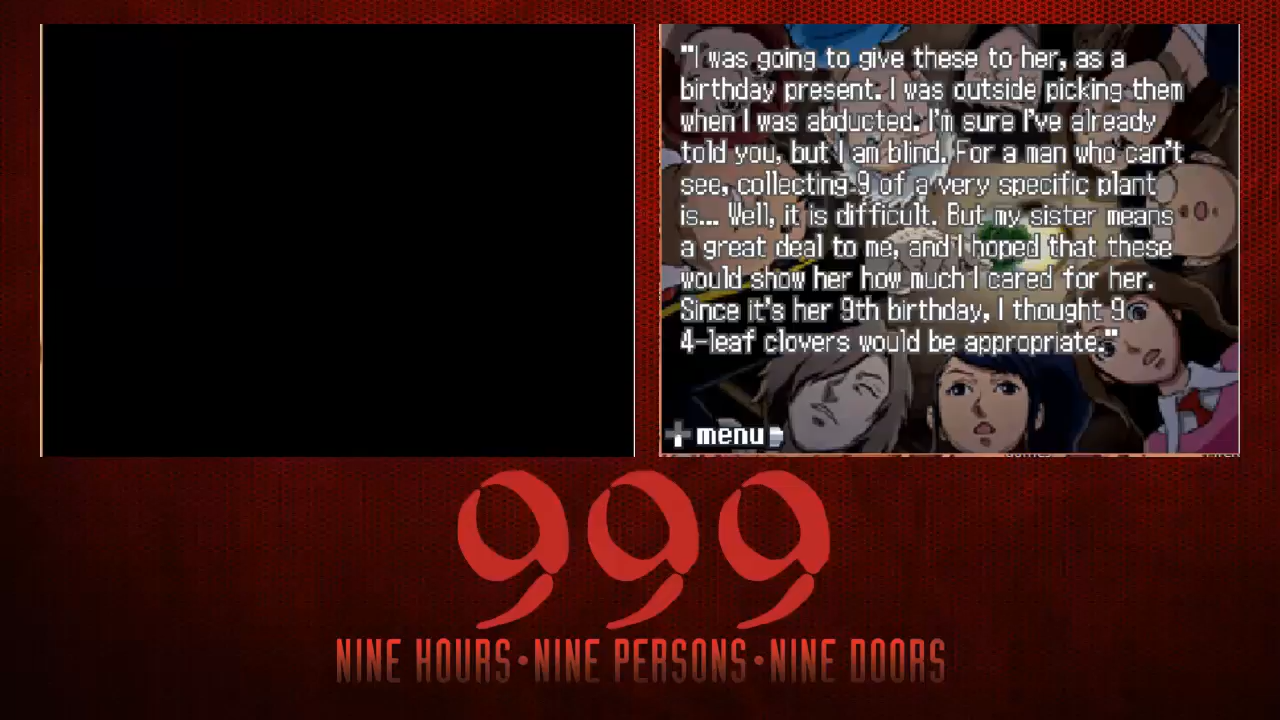 "I was going to give these to her, as a
birthday present. I was outside picking them
when I was abducted. I'm sure I've already
told you, but I am blind. For a man who can't
see, collecting 9 of a very specific plant
is... Well, it is difficult. But my sister means
a great deal to me, and I hoped that these
would show her how much I cared for her.
Since it's her 9th birthday, I thought 9
4-leaf clovers would be appropriate."
menu
999
NINE HOURS • NINE PERSONS • NINE DOORS